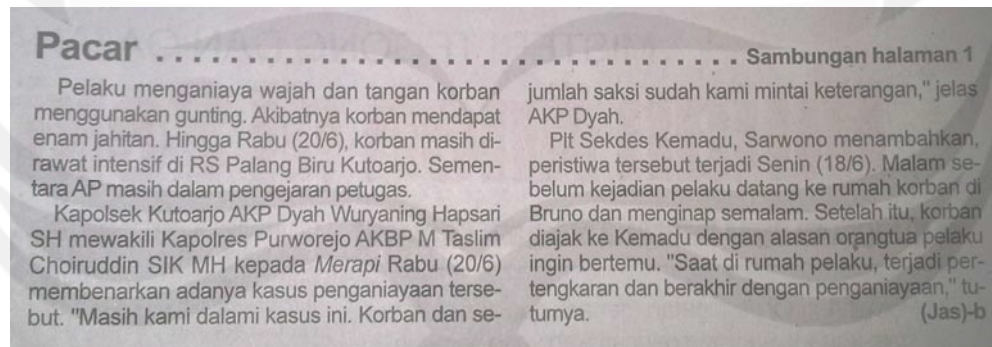 Pacar . . . . . . . . . . . . . . . . . . . . . . . . . . . . . . . . . . Sambungan halaman 1
Pelaku menganiaya wajah dan tangan korban
menggunakan gunting. Akibatnya korban mendapat
enam jahitan. Hingga Rabu (20/6), korban masih di-
rawat intensif di RS Palang Biru Kutoarjo. Semen-
tara AP masih dalam pengejaran petugas.
Kapolsek Kutoarjo AKP Dyah Wuryaning Hapsari
SH mewakili Kapolres Purworejo AKBP M Taslim
Choiruddin SIK MH kepada Merapi Rabu (20/6)
membenarkan adanya kasus penganiayaan terse-
but. "Masih kami dalami kasus ini. Korban dan se-
jumlah saksi sudah kami mintai keterangan," jelas
AKP Dyah.
Plt Sekdes Kemadu, Sarwono menambahkan,
peristiwa tersebut terjadi Senin (18/6). Malam se-
belum kejadian pelaku datang ke rumah korban di
Bruno dan menginap semalam. Setelah itu, korban
diajak ke Kemadu dengan alasan orangtua pelaku
ingin bertemu. "Saat di rumah pelaku, terjadi per-
tengkaran dan berakhir dengan penganiayaan," tu-
turnya. (Jas)-b